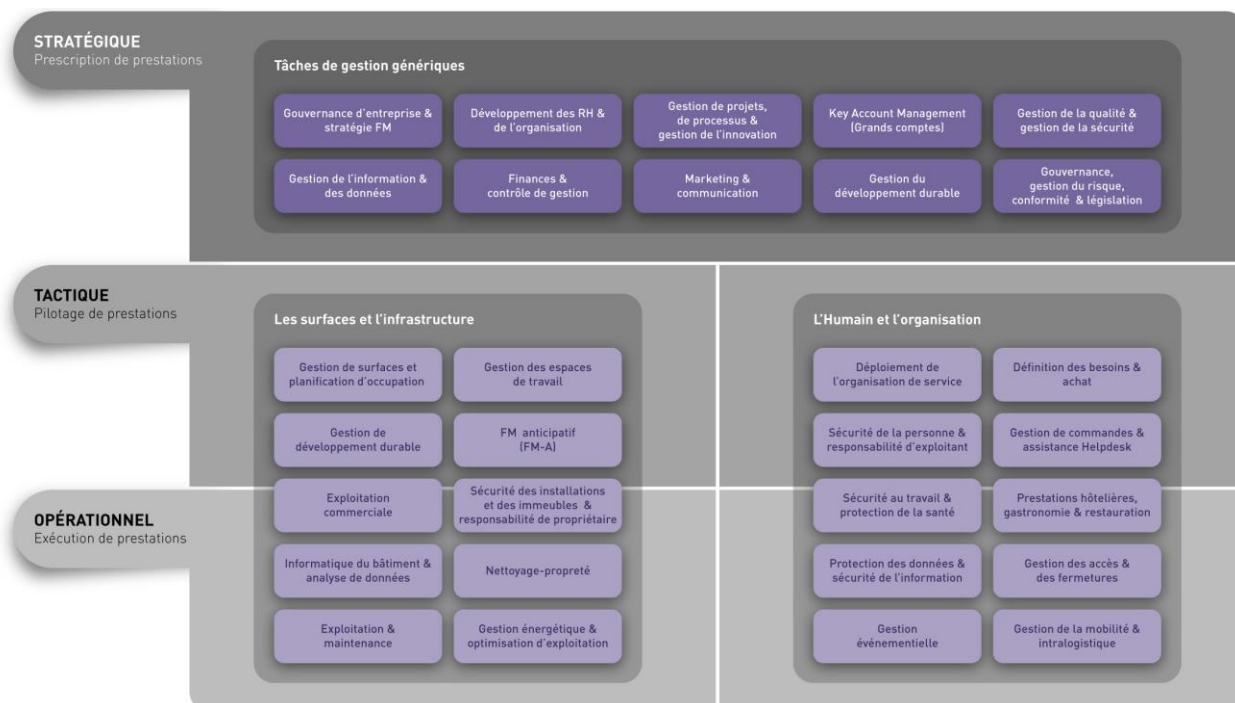 STRATÉGIQUE
Prescription de prestations
Tâches de gestion génériques
Gouvernance d'entreprise &
stratégie FM
Développement des RH &
de l'organisation
Gestion de projets,
de processus &
gestion de l'innovation
Key Account Management
(Grands comptes)
Gestion de la qualité &
gestion de la sécurité
Gestion de l'information &
des données
Finances &
contrôle de gestion
Marketing &
communication
Gestion du
développement durable
Gouvernance,
gestion du risque,
conformité & législation
TACTIQUE
Pilotage de prestations
Les surfaces et l'infrastructure
Gestion de surfaces et
planification d'occupation
Gestion des espaces
de travail
Gestion de
développement durable
FM anticipatif
(FM-A)
Exploitation
commerciale
Sécurité des installations
et des immeubles &
responsabilité de propriétaire
Informatique du bâtiment &
analyse de données
Nettoyage-propreté
Exploitation &
maintenance
Gestion énergétique &
optimisation d'exploitation
L'Humain et l'organisation
Déploiement de
l'organisation de service
Définition des besoins &
achat
Sécurité de la personne &
responsabilité d'exploitant
Gestion de commandes &
assistance Helpdesk
Sécurité au travail &
protection de la santé
Prestations hôtelières,
gastronomie & restauration
Protection des données &
sécurité de l'information
Gestion des accès &
des fermetures
Gestion
événementielle
Gestion de la mobilité &
intralogistique
OPÉRATIONNEL
Exécution de prestations